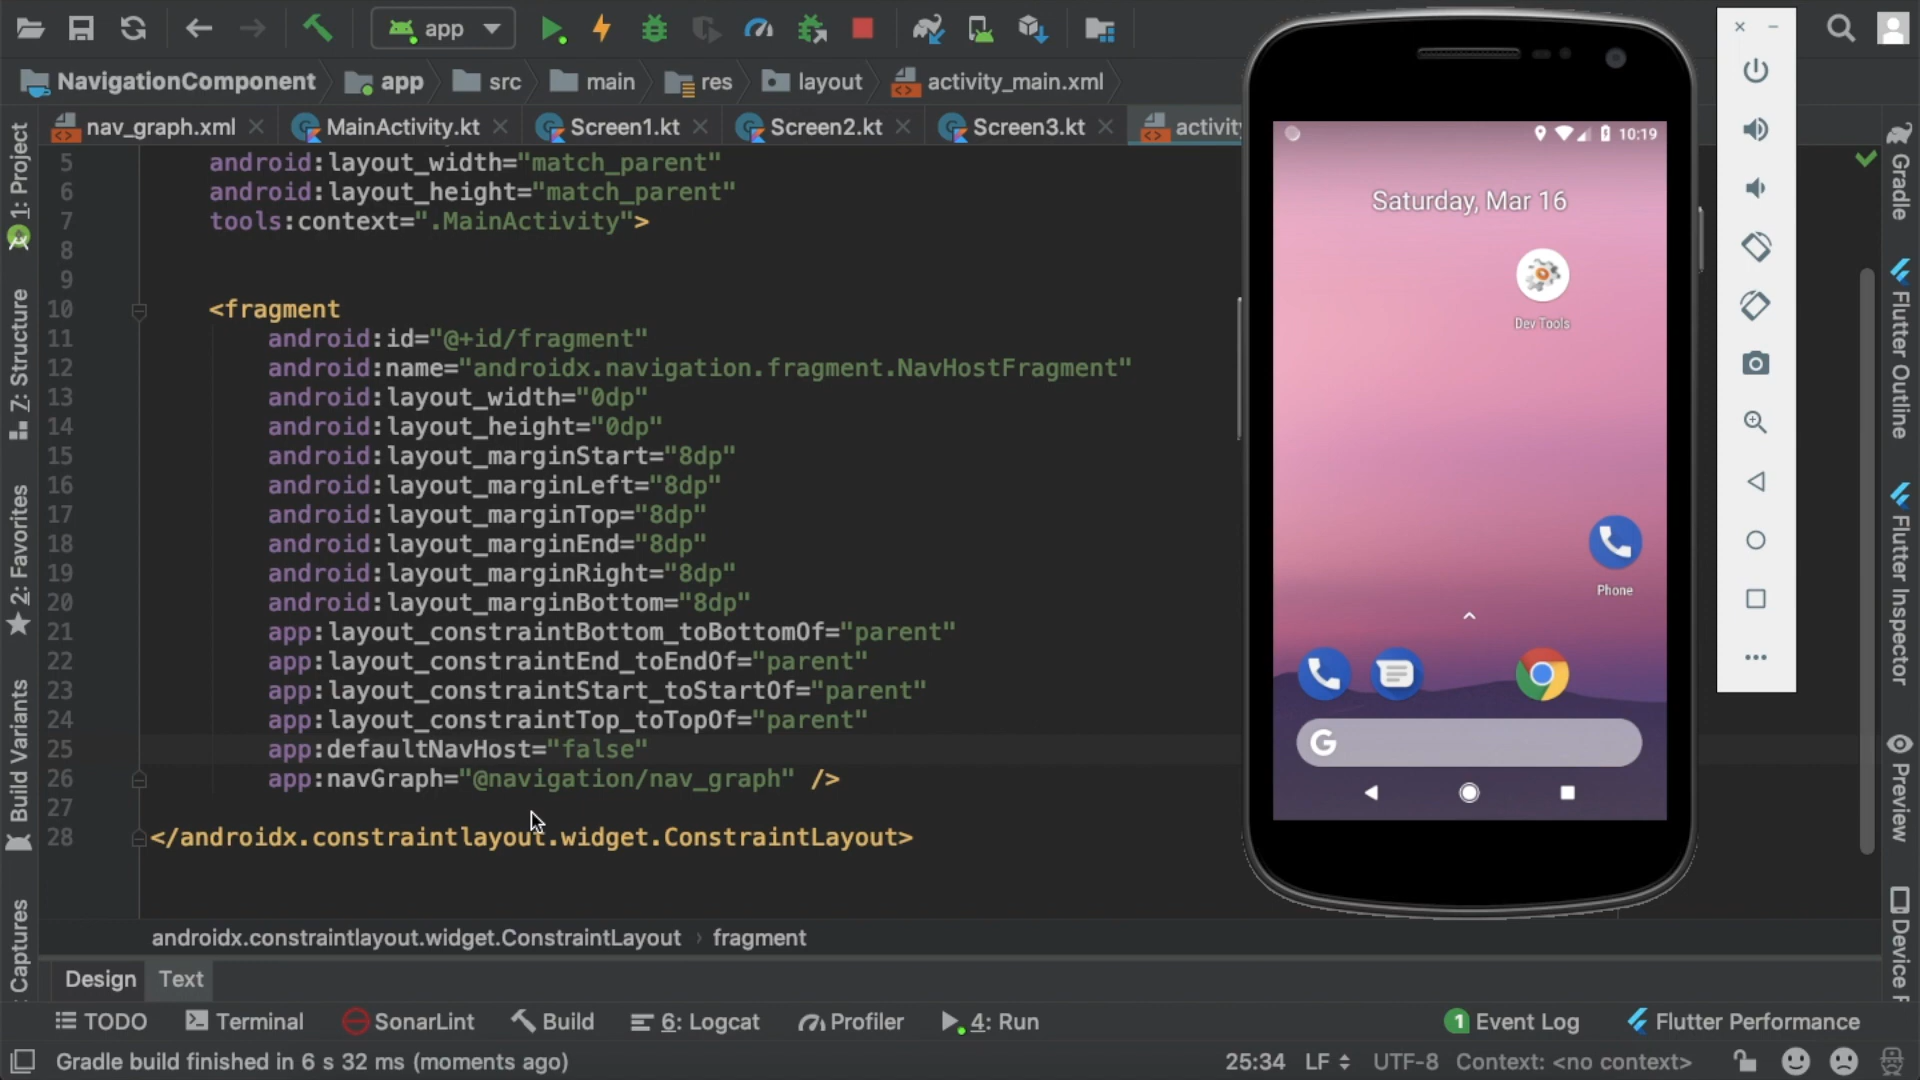 app
NavigationComponent app src main res layout activity_main.xml
nav_graph.xml MainActivity.kt Screen1.kt Screen2.kt Screen3.kt activity
5 android:layout_width="match_parent"
6 android:layout_height="match_parent"
7 tools:context=".MainActivity">
8
9
10 <fragment
11 android:id="@+id/fragment"
12 android:name="androidx.navigation.fragment.NavHostFragment"
13 android:layout_width="0dp"
14 android:layout_height="0dp"
15 android:layout_marginStart="8dp"
16 android:layout_marginLeft="8dp"
17 android:layout_marginTop="8dp"
18 android:layout_marginEnd="8dp"
19 android:layout_marginRight="8dp"
20 android:layout_marginBottom="8dp"
21 app:layout_constraintBottom_toBottomOf="parent"
22 app:layout_constraintEnd_toEndOf="parent"
23 app:layout_constraintStart_toStartOf="parent"
24 app:layout_constraintTop_toTopOf="parent"
25 app:defaultNavHost="false"
26 app:navGraph="@navigation/nav_graph" />
27
28 </androidx.constraintlayout.widget.ConstraintLayout>
androidx.constraintlayout.widget.ConstraintLayout › fragment
Design Text
TODO Terminal SonarLint Build 6: Logcat Profiler 4: Run 1 Event Log Flutter Performance
Gradle build finished in 6 s 32 ms (moments ago) 25:34 LF UTF-8 Context: <no context>
1: Project
Z: Structure
2: Favorites
Build Variants
Captures
10:19
Saturday, Mar 16
Dev Tools
Phone
G
Gradle
Flutter Outline
Flutter Inspector
Preview
Device F